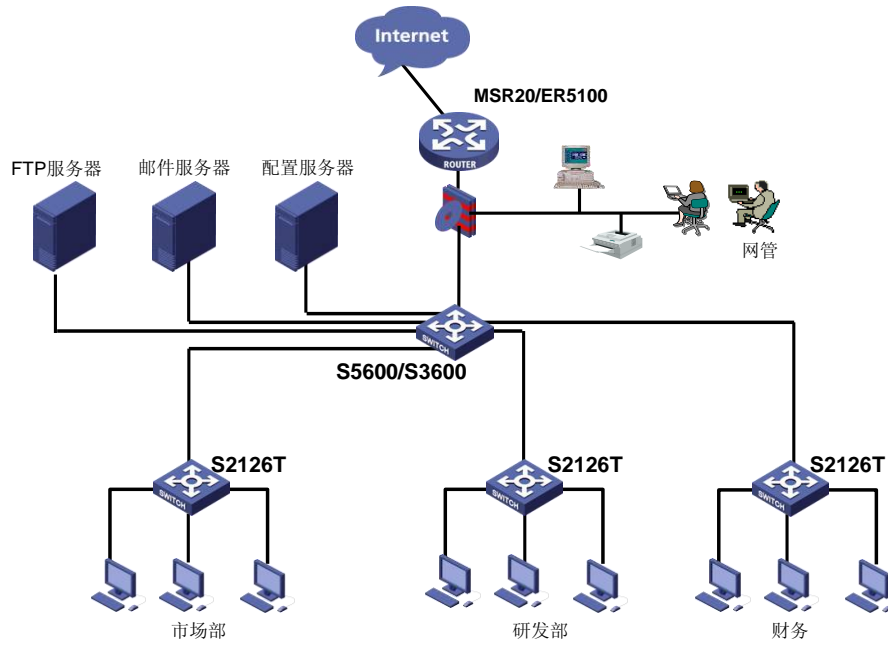 Internet
MSR20/ER5100
ROUTER
FTP服务器
邮件服务器
配置服务器
网管
SWITCH
S5600/S3600
S2126T
S2126T
S2126T
SWITCH
SWITCH
SWITCH
市场部
研发部
财务